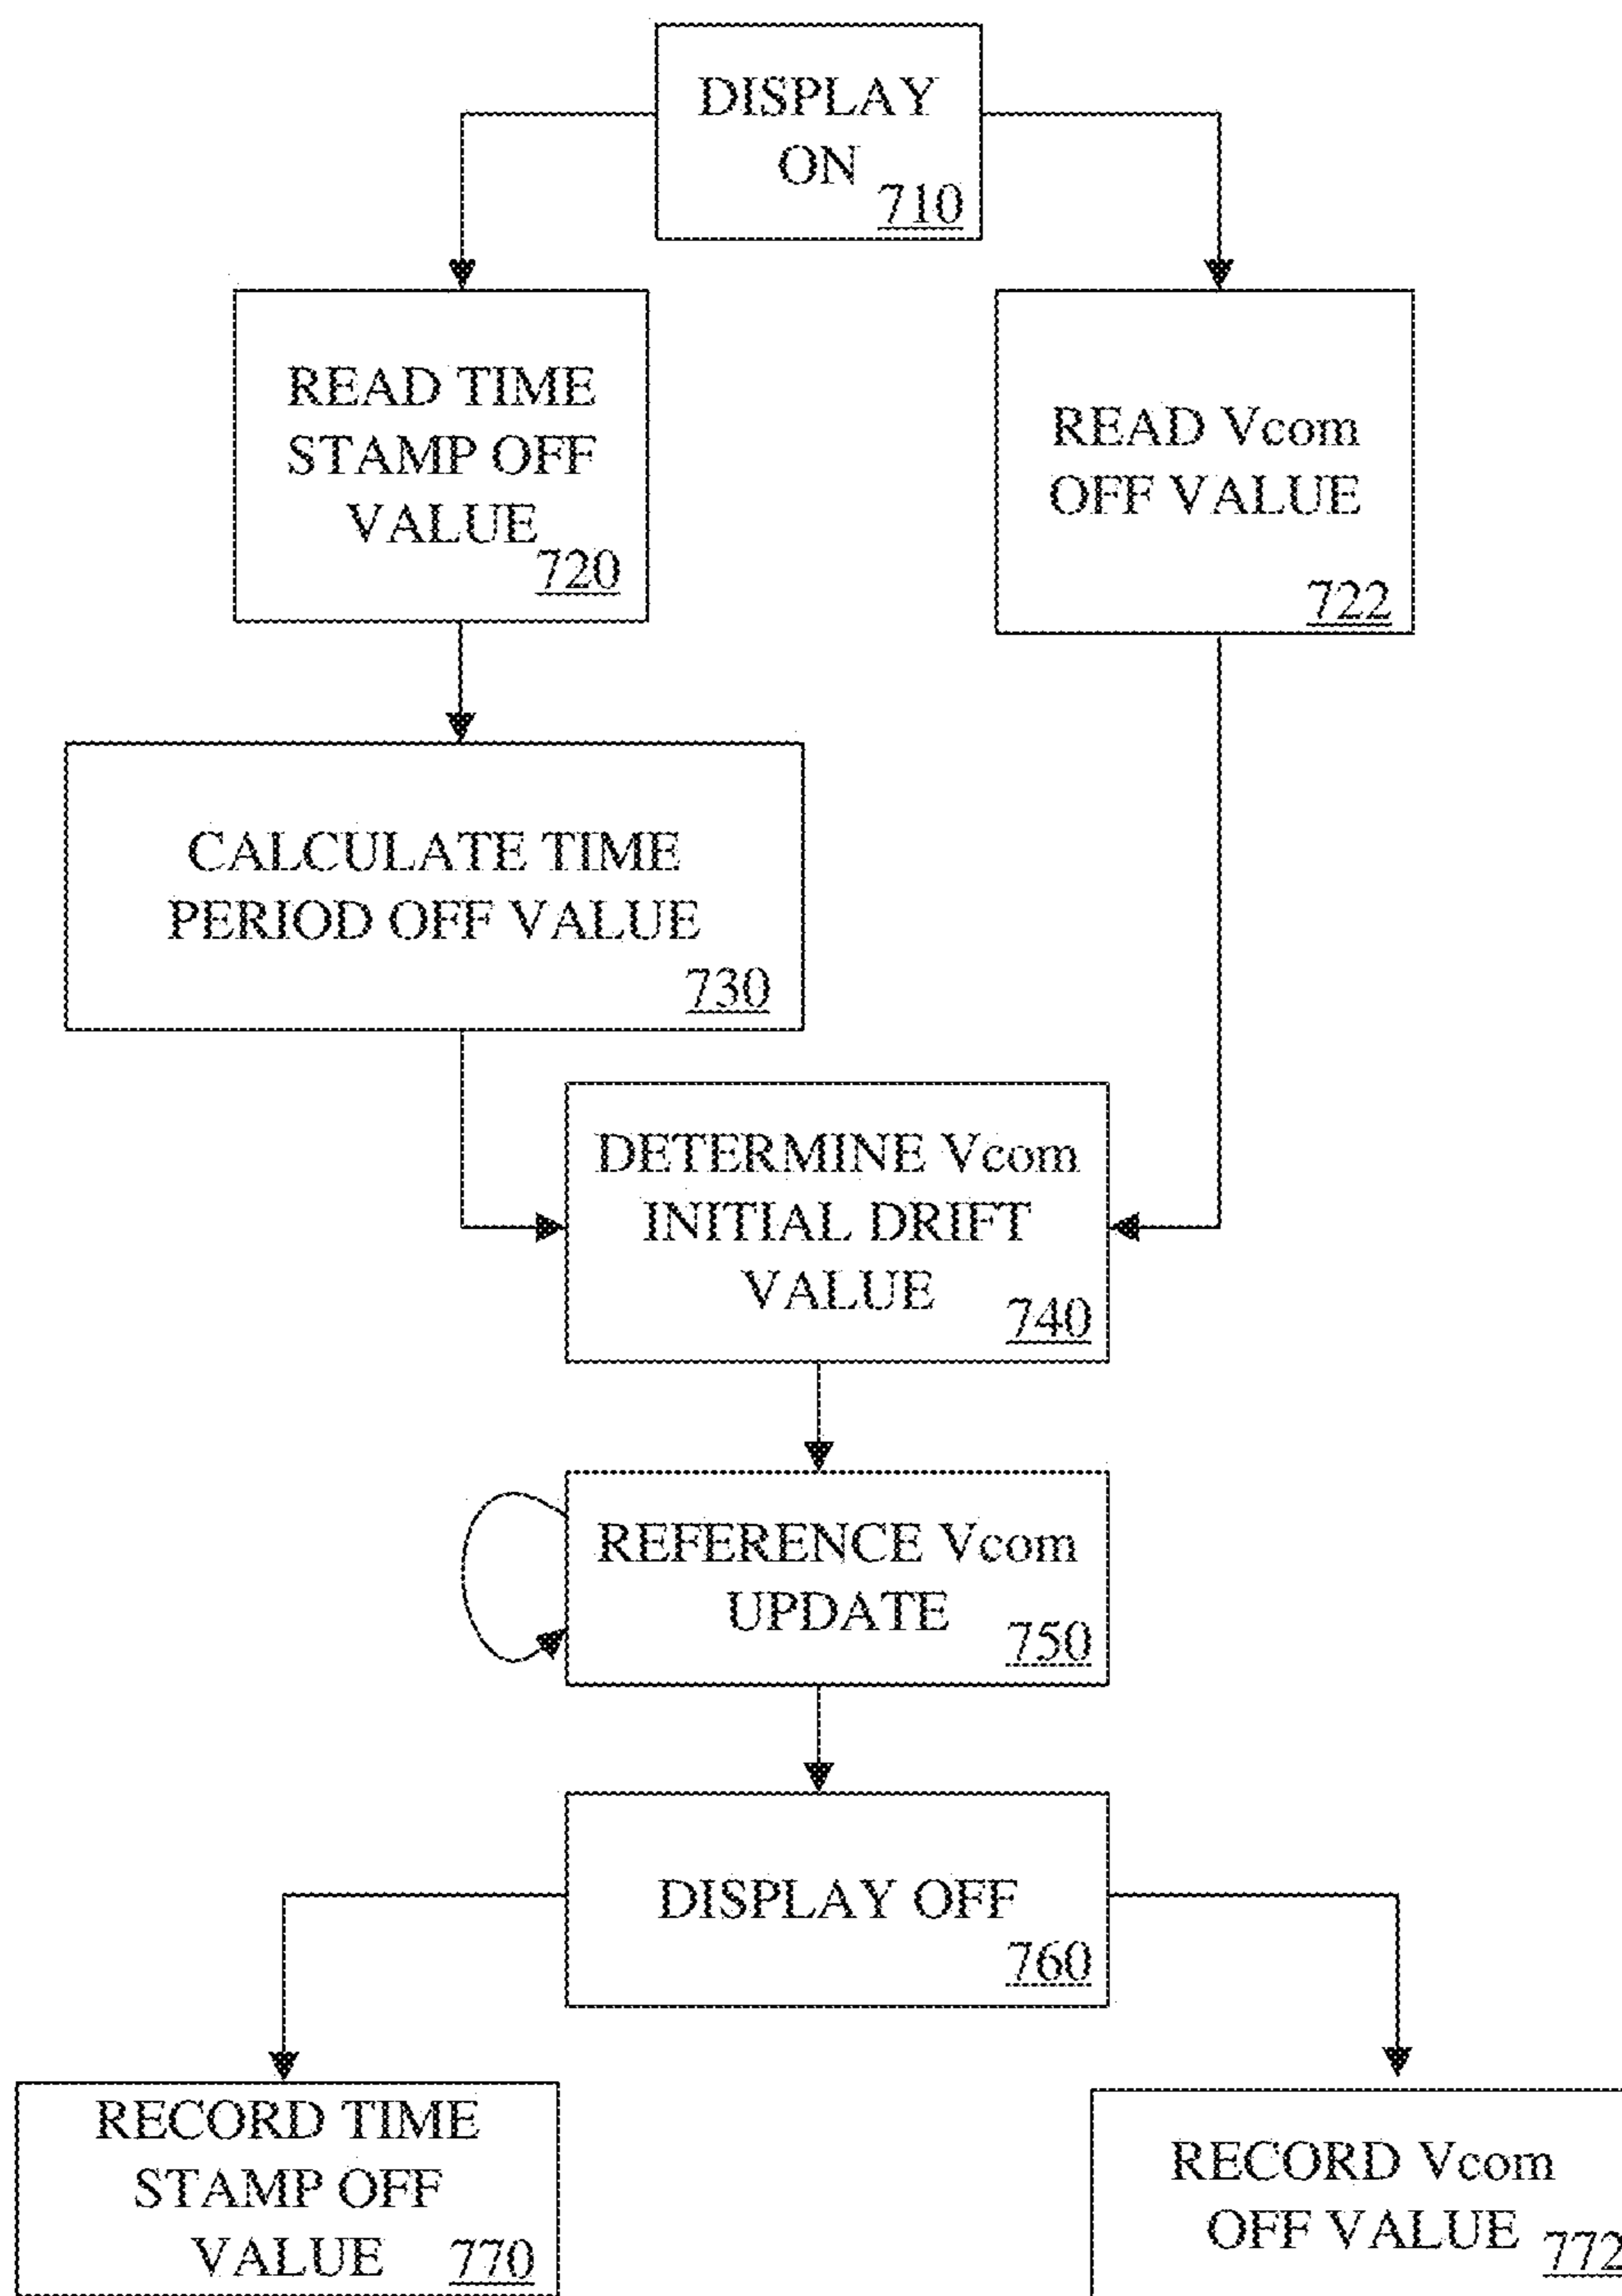 DISPLAY
ON
710
READ TIME
STAMP OFF
VALUE
720
READ Vcom
OFF VALUE
722
CALCULATE TIME
PERIOD OFF VALUE
730
DETERMINE Vcom
INITIAL DRIFT
VALUE
740
REFERENCE Vcom
UPDATE
750
DISPLAY OFF
760
RECORD TIME
STAMP OFF
VALUE
770
RECORD Vcom
OFF VALUE
772